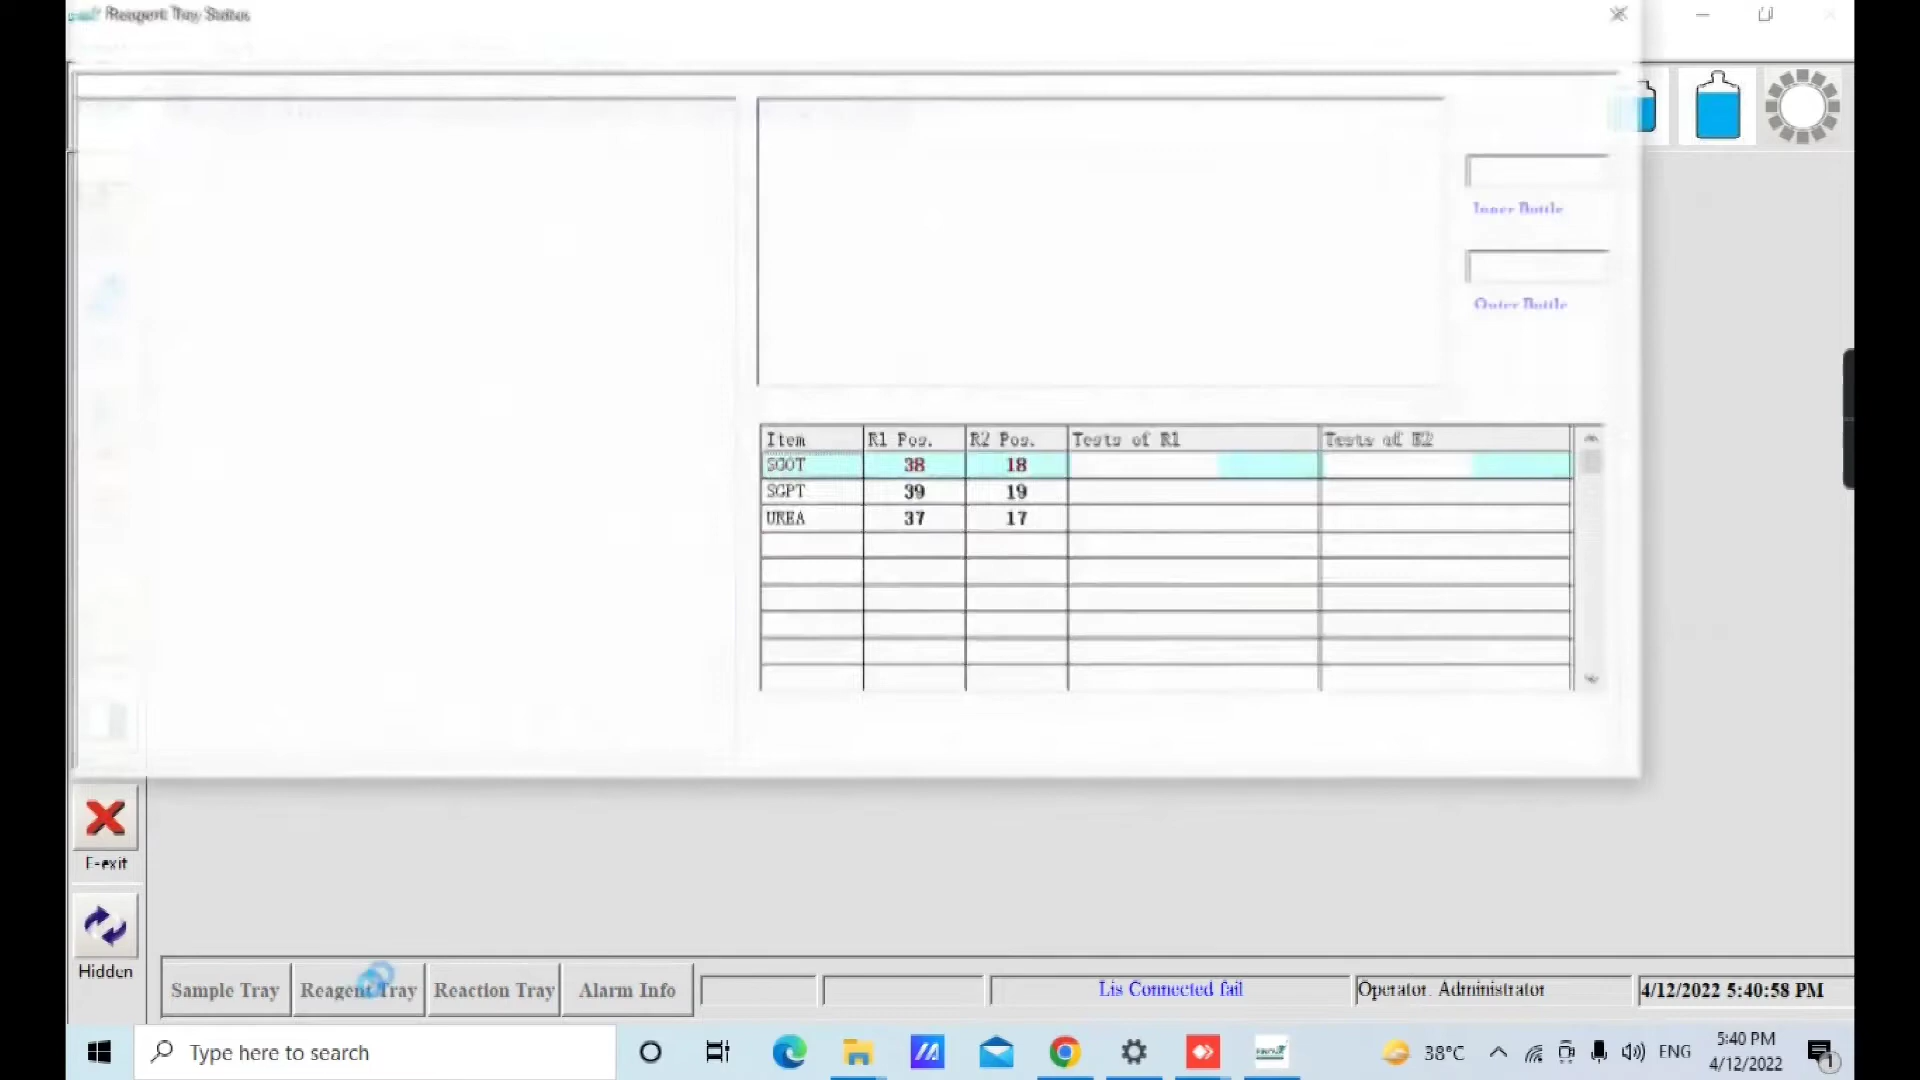 Reagent Tray Status
Inner Bottle
Outer Bottle
Item R1 Pos. R2 Pos. Tests of R1 Tests of R2
SGOT 38 18
SGPT 39 19
UREA 37 17
E-exit
Hidden
Sample Tray Reagent Tray Reaction Tray Alarm Info Lis Connected fail Operator: Administrator 4/12/2022 5:40:58 PM
Type here to search 38°C ENG 5:40 PM
4/12/2022
1